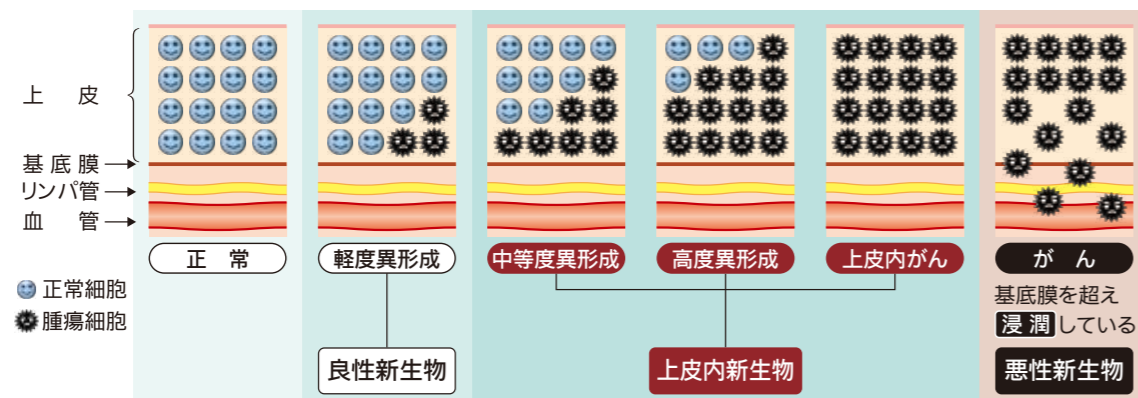 上皮
基底膜
リンパ管
血管
正常
軽度異形成
中等度異形成
高度異形成
上皮内がん
がん
正常細胞
腫瘍細胞
基底膜を超え
浸潤している
良性新生物
上皮内新生物
悪性新生物